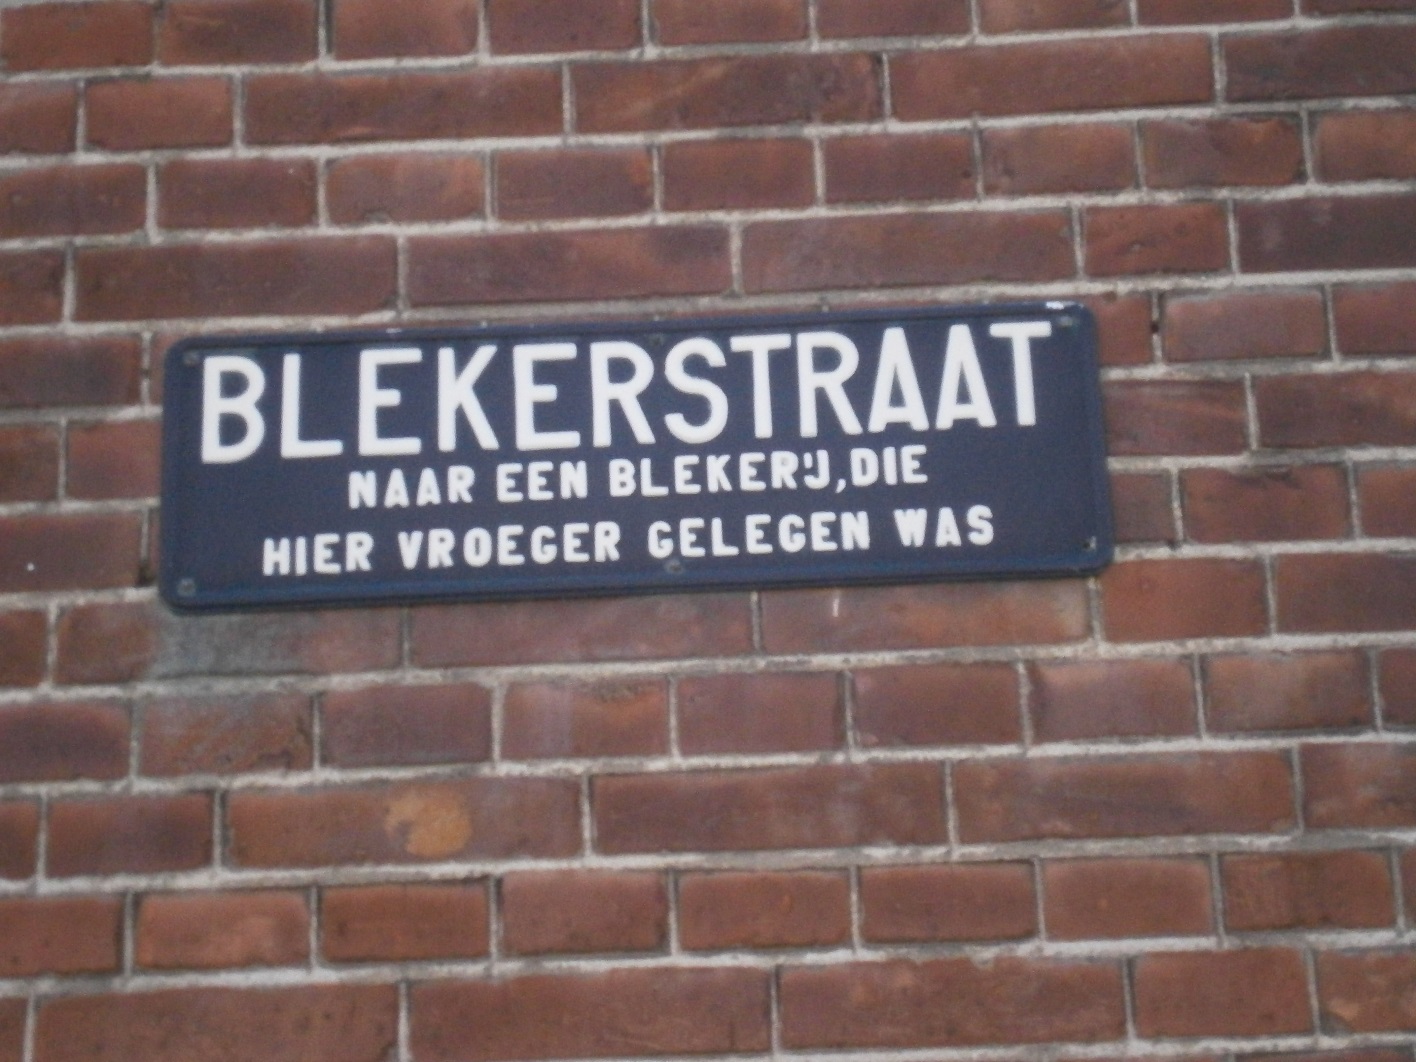 BLEKERSTRAAT
NAAR EEN BLEKERIJ, DIE
HIER VROEGER GELEGEN WAS